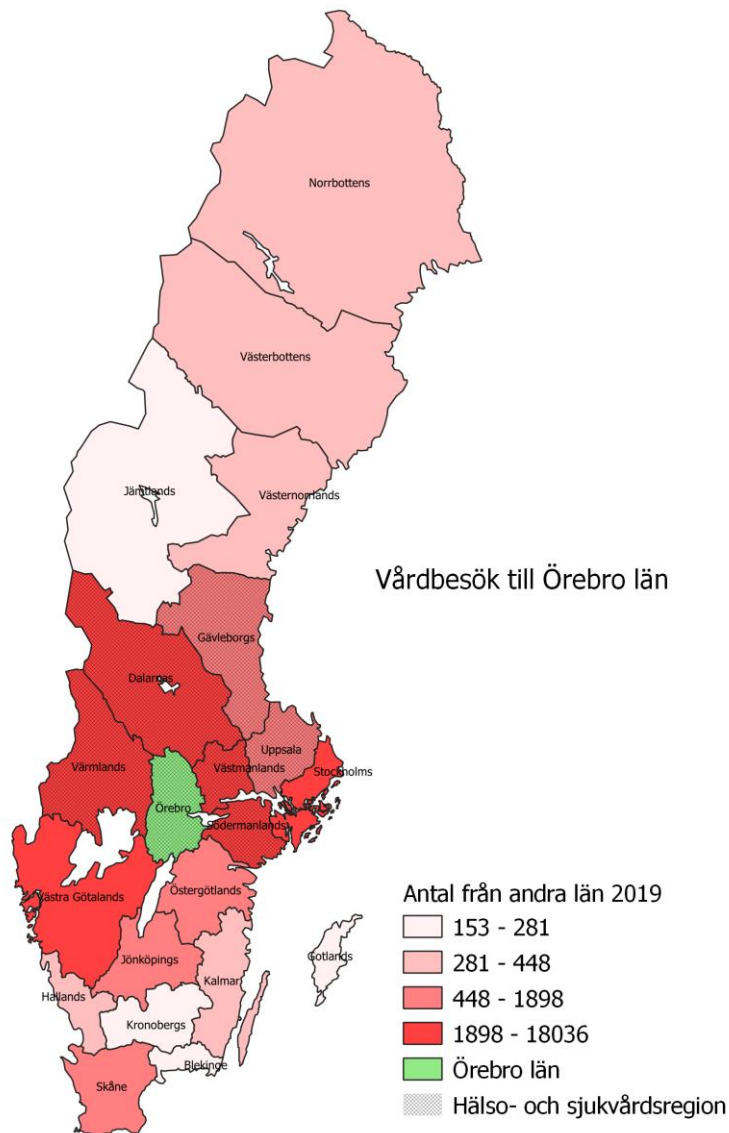 Norrbottens
Västerbottens
Jämtlands
Västernorrlands
Vårdbesök till Örebro län
Gävleborgs
Dalarnas
Uppsala
Värmlands
Västmanlands
Stockholms
Örebro
Södermanlands
Västra Götalands
Östergötlands
Jönköpings
Kalmar
Gotlands
Hallands
Kronobergs
Blekinge
Skåne
Antal från andra län 2019
153 - 281
281 - 448
448 - 1898
1898 - 18036
Örebro län
Hälso- och sjukvårdsregion